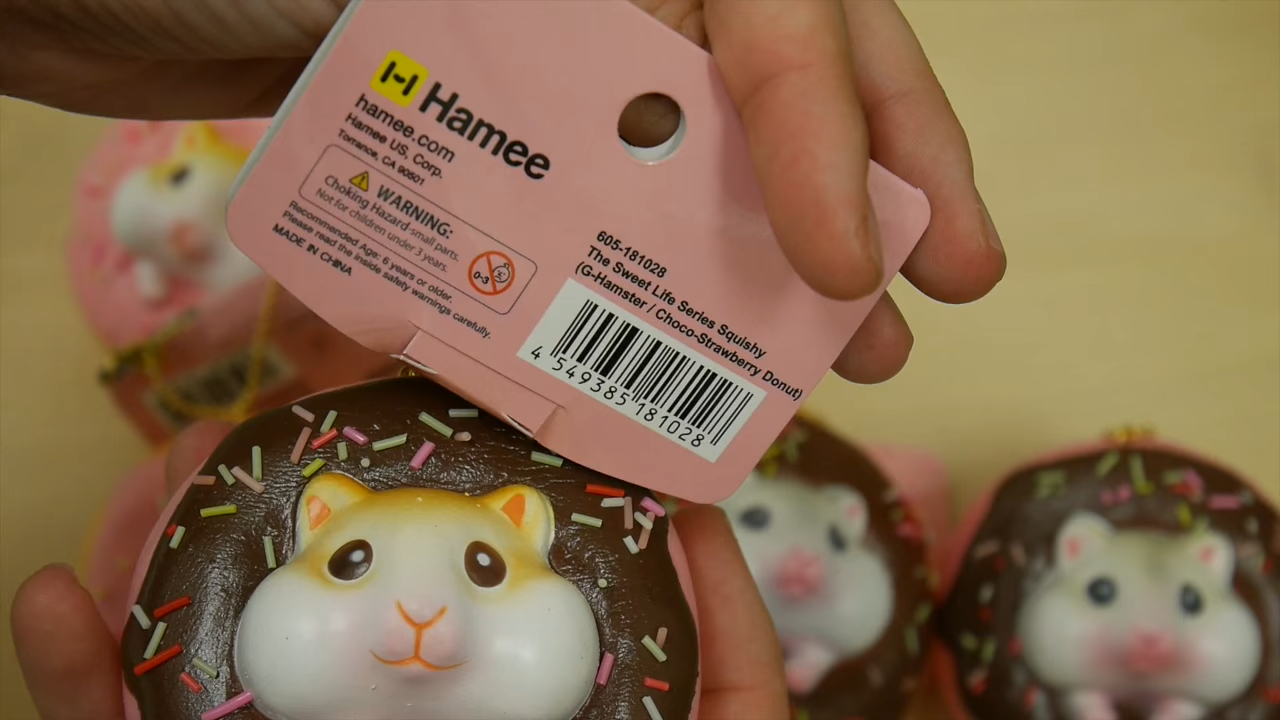 Hamee
hamee.com
Hamee US, Corp.
Torrance, CA 90501
WARNING:
Choking Hazard-small parts.
Not for children under 3 years.
0-3
Recommended Age: 6 years or older.
Please read the inside safety warnings carefully.
MADE IN CHINA
605-181028
The Sweet Life Series Squishy
(G-Hamster / Choco-Strawberry Donut)
4 549385 181028